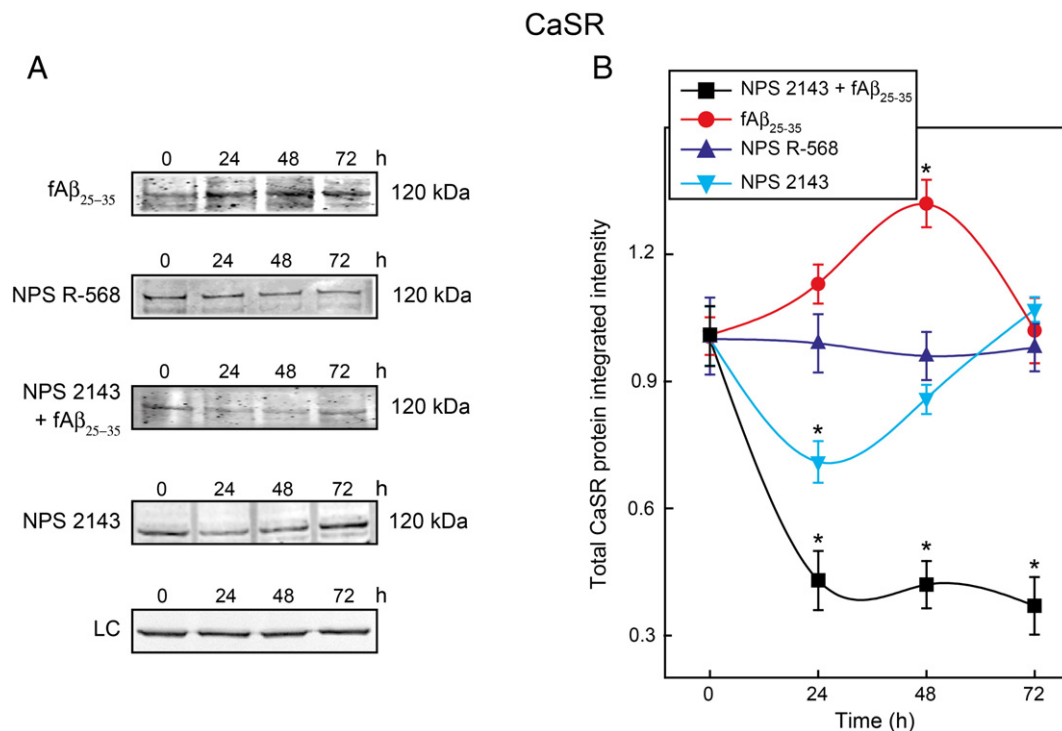 CaSR
A
0 24 48 72 h
fAβ25–35
120 kDa
0 24 48 72 h
NPS R-568
120 kDa
0 24 48 72 h
NPS 2143
+ fAβ25–35
120 kDa
0 24 48 72 h
NPS 2143
120 kDa
0 24 48 72 h
LC
B
NPS 2143 + fAβ25-35
fAβ25-35
NPS R-568
NPS 2143
Total CaSR protein integrated intensity
1.2
0.9
0.6
0.3
*
*
*
*
*
0 24 48 72
Time (h)